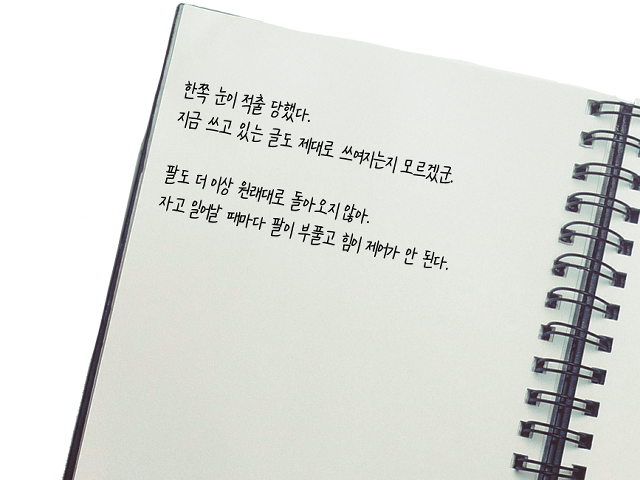 한쪽 눈이 적출 당했다.
지금 쓰고 있는 글도 제대로 쓰여지는지 모르겠군.
팔도 더 이상 원래대로 돌아오지 않아.
자고 일어날 때마다 팔이 부풀고 힘이 제어가 안 된다.